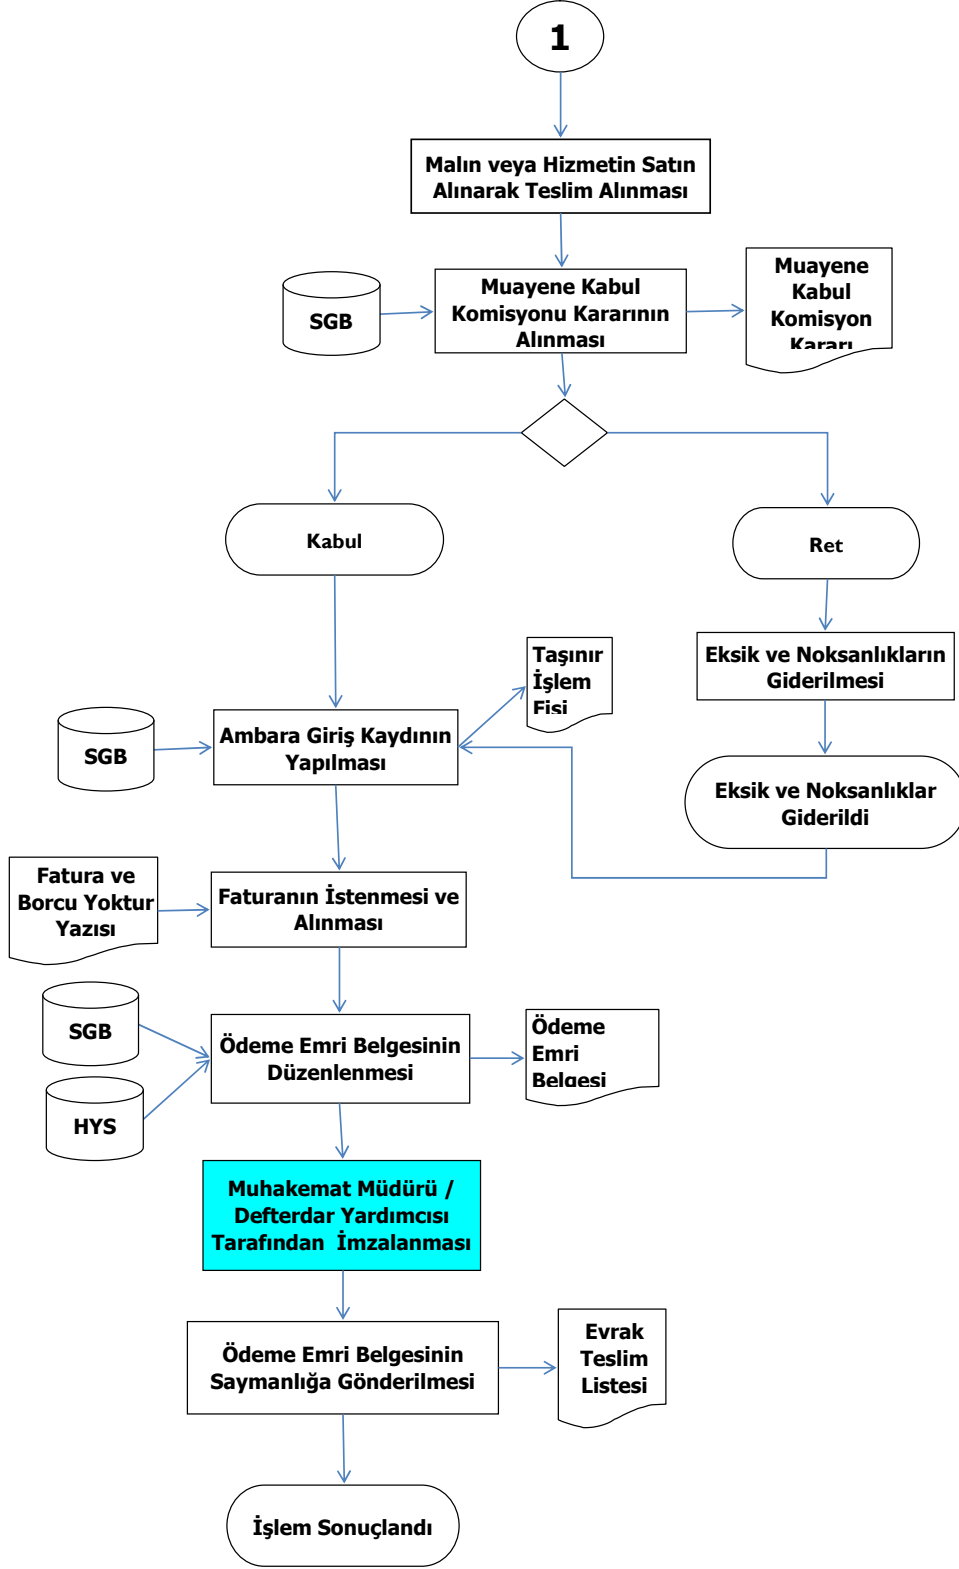 1
Malın veya Hizmetin Satın
Alınarak Teslim Alınması
SGB
Muayene Kabul
Komisyonu Kararının
Alınması
Muayene
Kabul
Komisyon
Kararı
Kabul
Ret
Taşınır
İşlem
Fişi
Eksik ve Noksanlıkların
Giderilmesi
SGB
Ambara Giriş Kaydının
Yapılması
Eksik ve Noksanlıklar
Giderildi
Fatura ve
Borcu Yoktur
Yazısı
Faturanın İstenmesi ve
Alınması
SGB
HYS
Ödeme Emri Belgesinin
Düzenlenmesi
Ödeme
Emri
Belgesi
Muhakemat Müdürü /
Defterdar Yardımcısı
Tarafından İmzalanması
Ödeme Emri Belgesinin
Saymanlığa Gönderilmesi
Evrak
Teslim
Listesi
İşlem Sonuçlandı